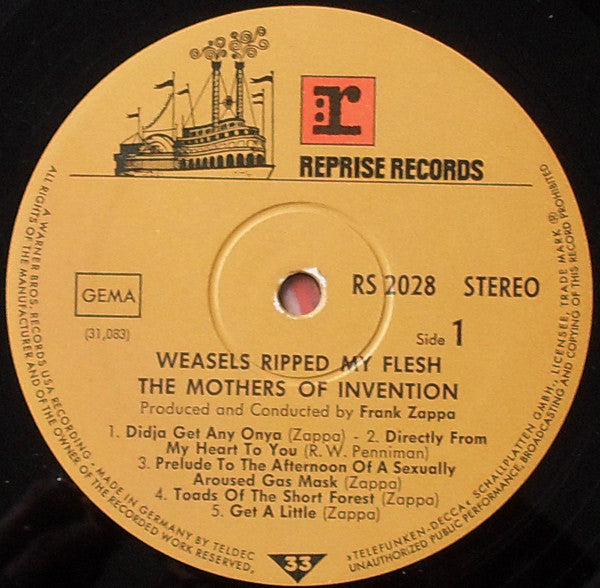 r
REPRISE RECORDS
GEMA
(31,083)
RS 2028 STEREO
Side 1
WEASELS RIPPED MY FLESH
THE MOTHERS OF INVENTION
Produced and Conducted by Frank Zappa
1. Didja Get Any Onya (Zappa) - 2. Directly From
My Heart To You (R. W. Penniman)
3. Prelude To The Afternoon Of A Sexually
Aroused Gas Mask (Zappa)
4. Toads Of The Short Forest (Zappa)
5. Get A Little (Zappa)
33
A WARNER BROS. RECORDS USA RECORDING · MADE IN GERMANY BY TELDEC
»TELEFUNKEN-DECCA« SCHALLPLATTEN GMBH., LICENSEE, TRADE MARK ℗
ALL RIGHTS OF THE MANUFACTURER AND OF THE OWNER OF THE RECORDED WORK RESERVED,
UNAUTHORIZED PUBLIC PERFORMANCE, BROADCASTING AND COPYING OF THIS RECORD PROHIBITED